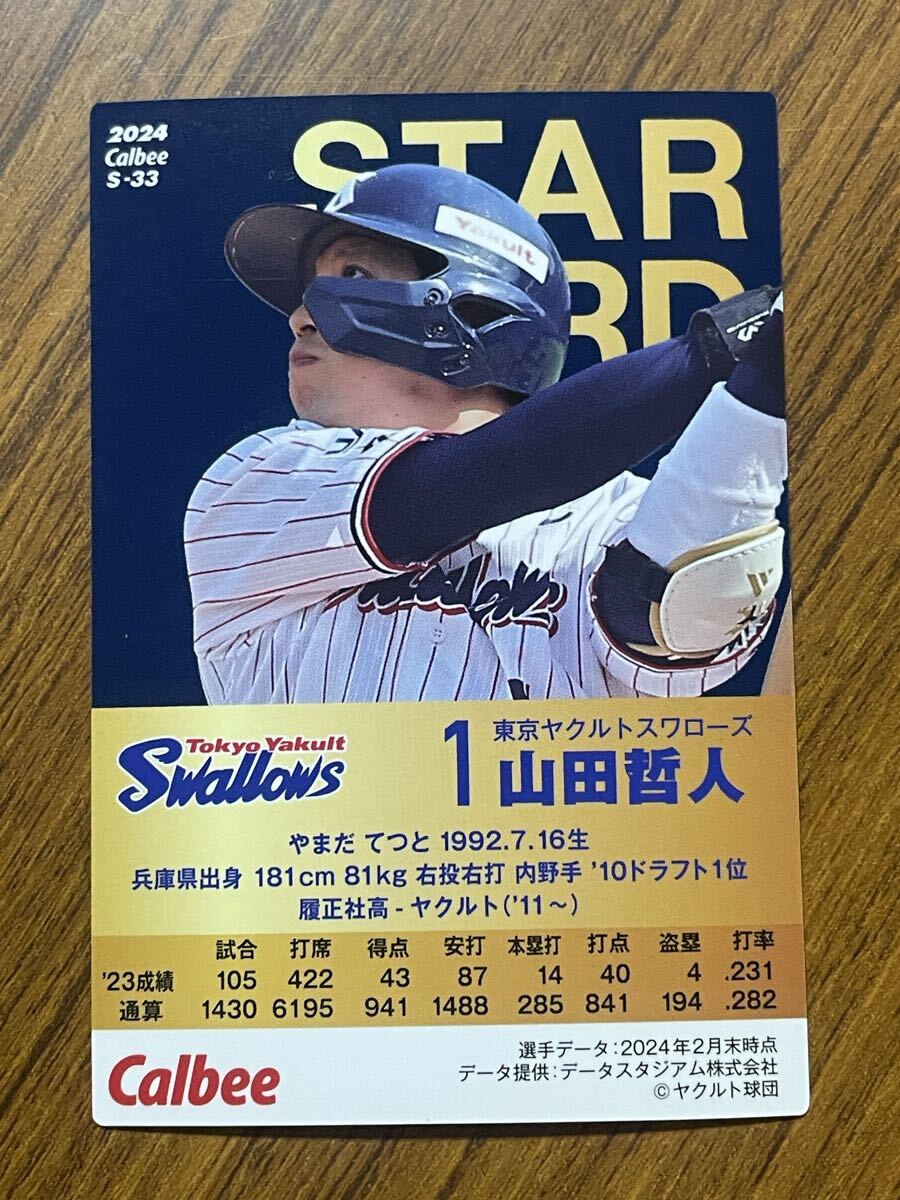 2024
Calbee
S-33
STAR
RD
Yakult
Tokyo Yakult
Swallows
1
東京ヤクルトスワローズ
山田哲人
やまだ てつと 1992.7.16生
兵庫県出身 181cm 81kg 右投右打 内野手 '10ドラフト1位
履正社高-ヤクルト('11～)
試合 打席 得点 安打 本塁打 打点 盗塁 打率
'23成績 105 422 43 87 14 40 4 .231
通算 1430 6195 941 1488 285 841 194 .282
Calbee
選手データ:2024年2月末時点
データ提供:データスタジアム株式会社
©ヤクルト球団